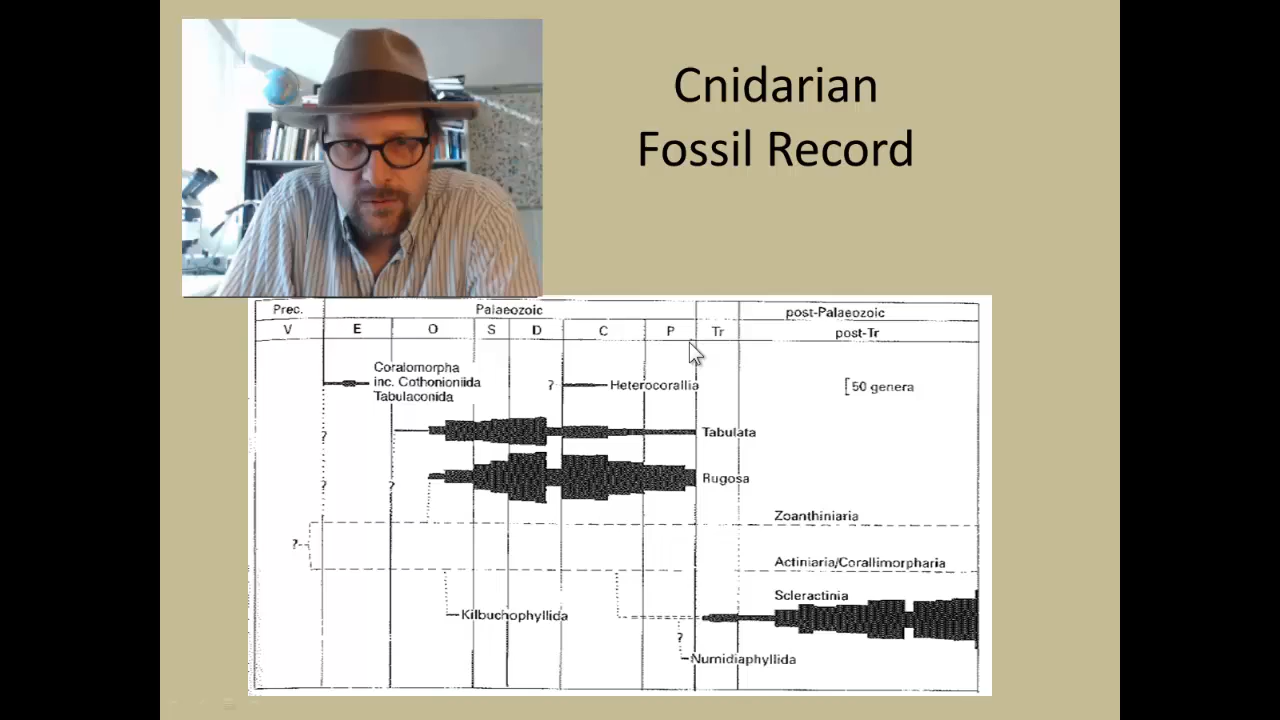 Cnidarian
Fossil Record
Prec.
Palaeozoic
post-Palaeozoic
V
E
O
S
D
C
P
Tr
post-Tr
Coralomorpha
inc. Cothonioniida
Tabulaconida
?
Heterocorallia
[50 genera
?
Tabulata
?
?
Rugosa
Zoanthiniaria
?
Actiniaria/Corallimorpharia
Scleractinia
Kilbuchophyllida
?
Numidiaphyllida